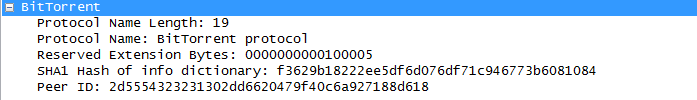 BitTorrent
Protocol Name Length: 19
Protocol Name: BitTorrent protocol
Reserved Extension Bytes: 0000000000100005
SHA1 Hash of info dictionary: f3629b18222ee5df6d076df71c946773b6081084
Peer ID: 2d5554323231302dd6620479f40c6a927188d618